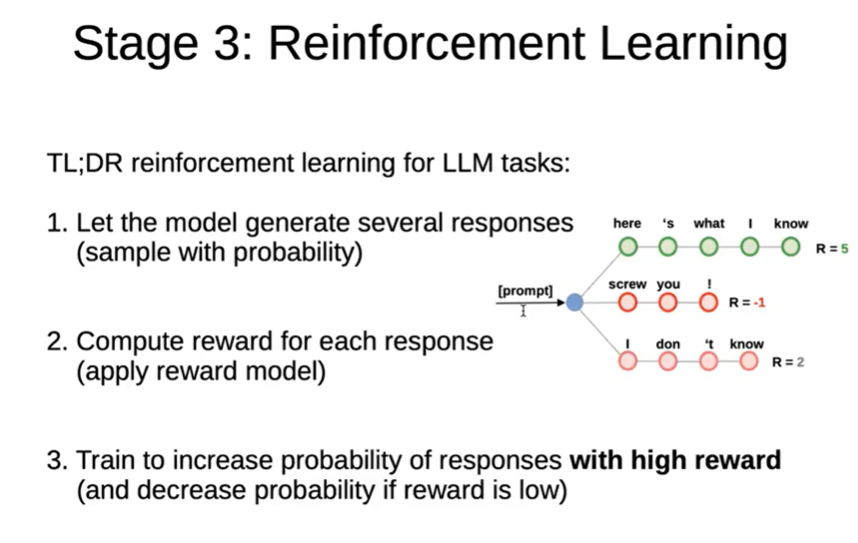 Stage 3: Reinforcement Learning
TL;DR reinforcement learning for LLM tasks:
1. Let the model generate several responses
(sample with probability)
here 's what I know
R = 5
[prompt]
screw you !
R = -1
I don 't know
R = 2
2. Compute reward for each response
(apply reward model)
3. Train to increase probability of responses with high reward
(and decrease probability if reward is low)